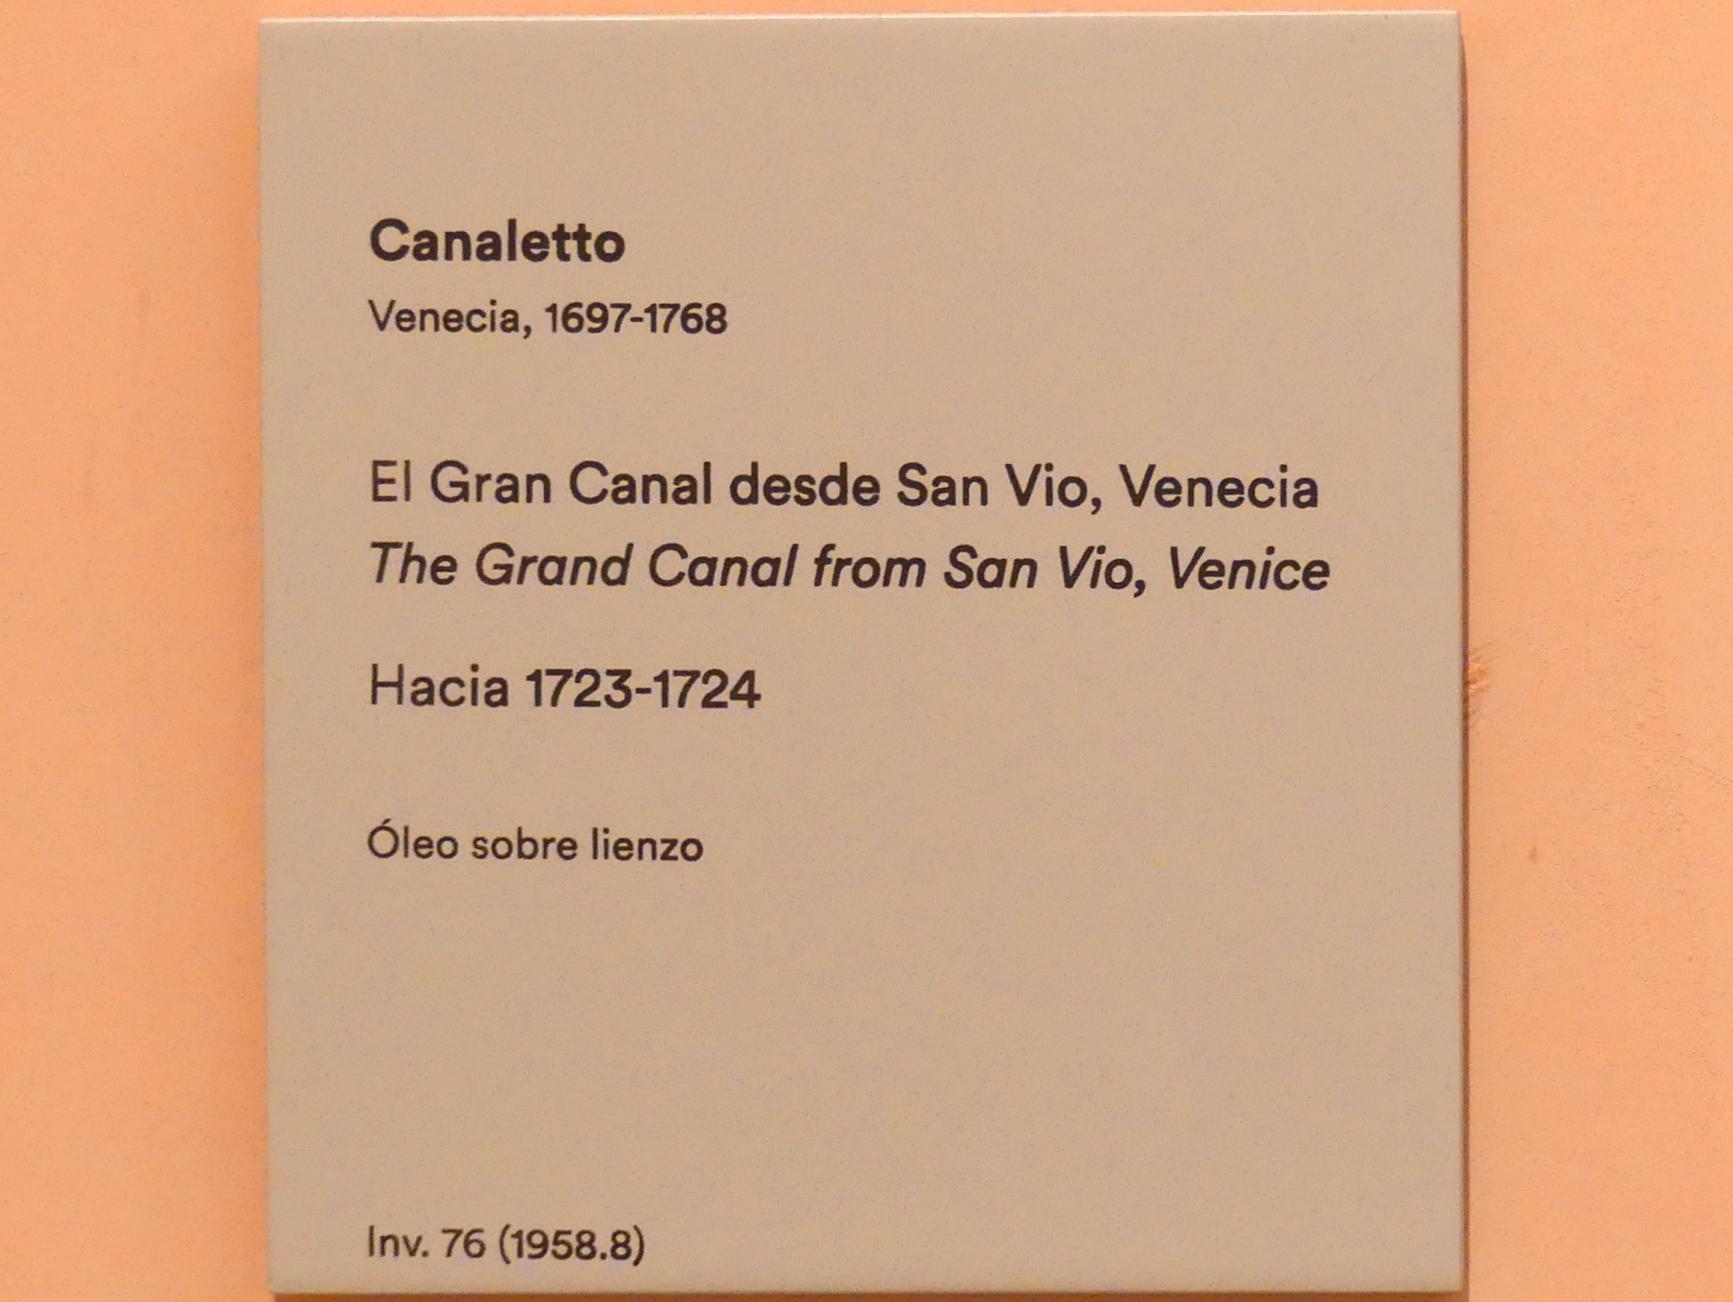 Canaletto
Venecia, 1697-1768
El Gran Canal desde San Vio, Venecia
The Grand Canal from San Vio, Venice
Hacia 1723-1724
Óleo sobre lienzo
Inv. 76 (1958.8)